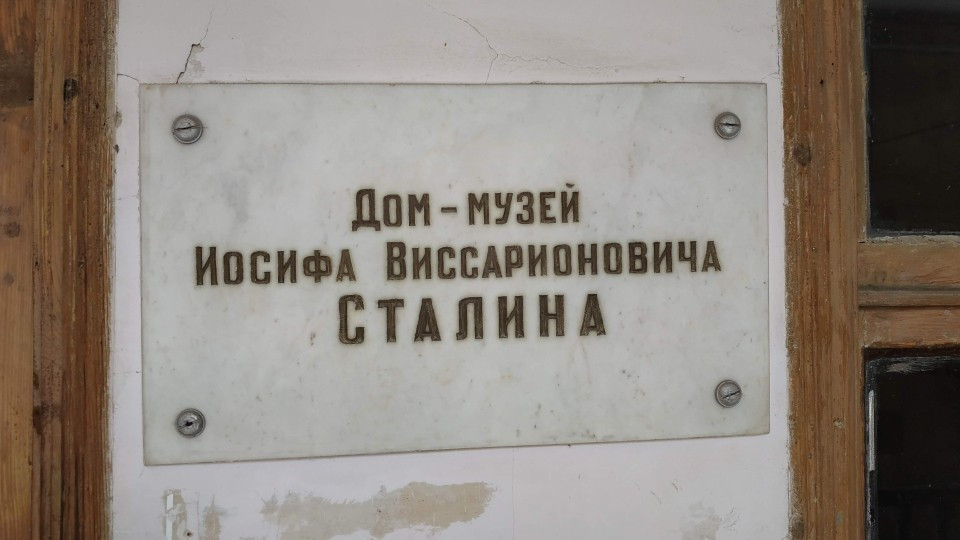 Дом-музей
Иосифа Виссарионовича
Сталина